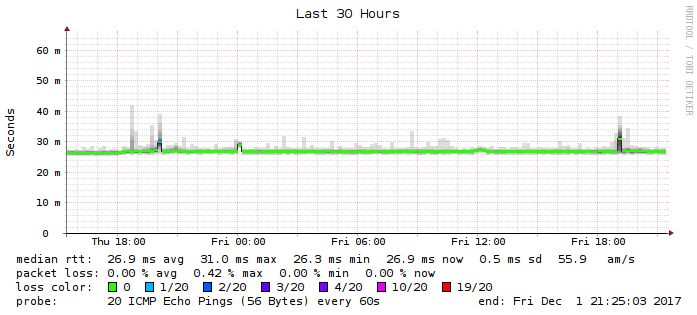 Last 30 Hours
RRDTOOL / TOBI OETIKER
Seconds
60 m
50 m
40 m
30 m
20 m
10 m
0
Thu 18:00 Fri 00:00 Fri 06:00 Fri 12:00 Fri 18:00
median rtt: 26.9 ms avg 31.0 ms max 26.3 ms min 26.9 ms now 0.5 ms sd 55.9 am/s
packet loss: 0.00 % avg 0.42 % max 0.00 % min 0.00 % now
loss color: 0 1/20 2/20 3/20 4/20 10/20 19/20
probe: 20 ICMP Echo Pings (56 Bytes) every 60s end: Fri Dec 1 21:25:03 2017